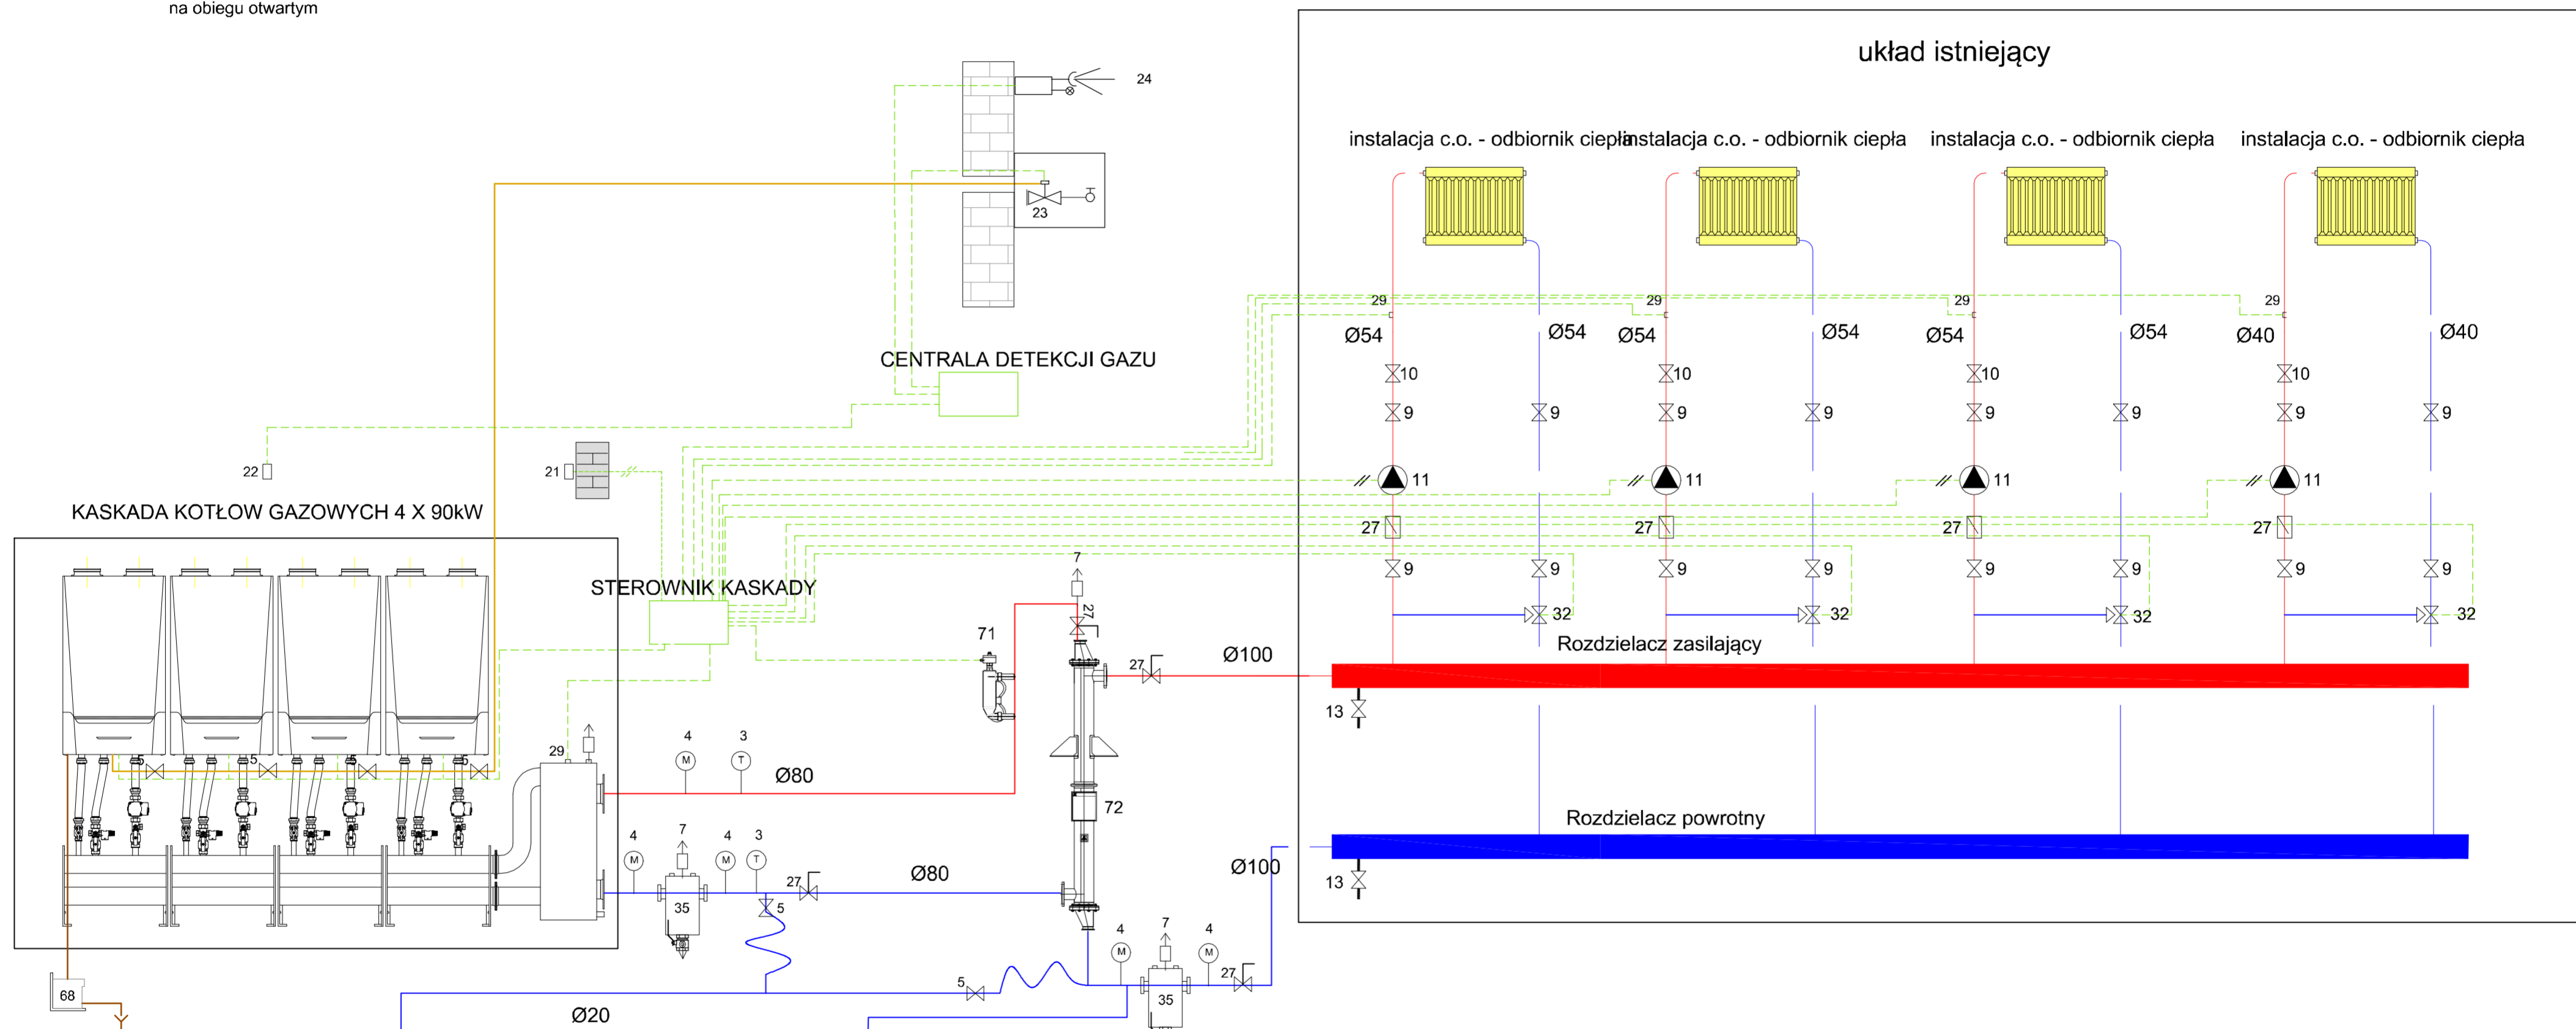 na obiegu otwartym
układ istniejący
24
instalacja c.o. - odbiornik ciepła
instalacja c.o. - odbiornik ciepła
instalacja c.o. - odbiornik ciepła
instalacja c.o. - odbiornik ciepła
23
29 29 29 29
Ø54 Ø54 Ø54 Ø54 Ø54 Ø54 Ø40 Ø40
CENTRALA DETEKCJI GAZU
10 10 10 10
9 9 9 9 9 9 9 9
22 21
11 11 11 11
KASKADA KOTŁOW GAZOWYCH 4 X 90kW
27 27 27 27
7
9 9 9 9 9 9 9 9
STEROWNIK KASKADY
27
32 32 32 32
71
Rozdzielacz zasilający
27 Ø100
13
4 3
29
5 5 5 5
M T
Ø80
72
Rozdzielacz powrotny
4 7 4 3
M M T
Ø100
27 Ø80
13
35 5
4 7 4
M M
27
5
68
35
Ø20